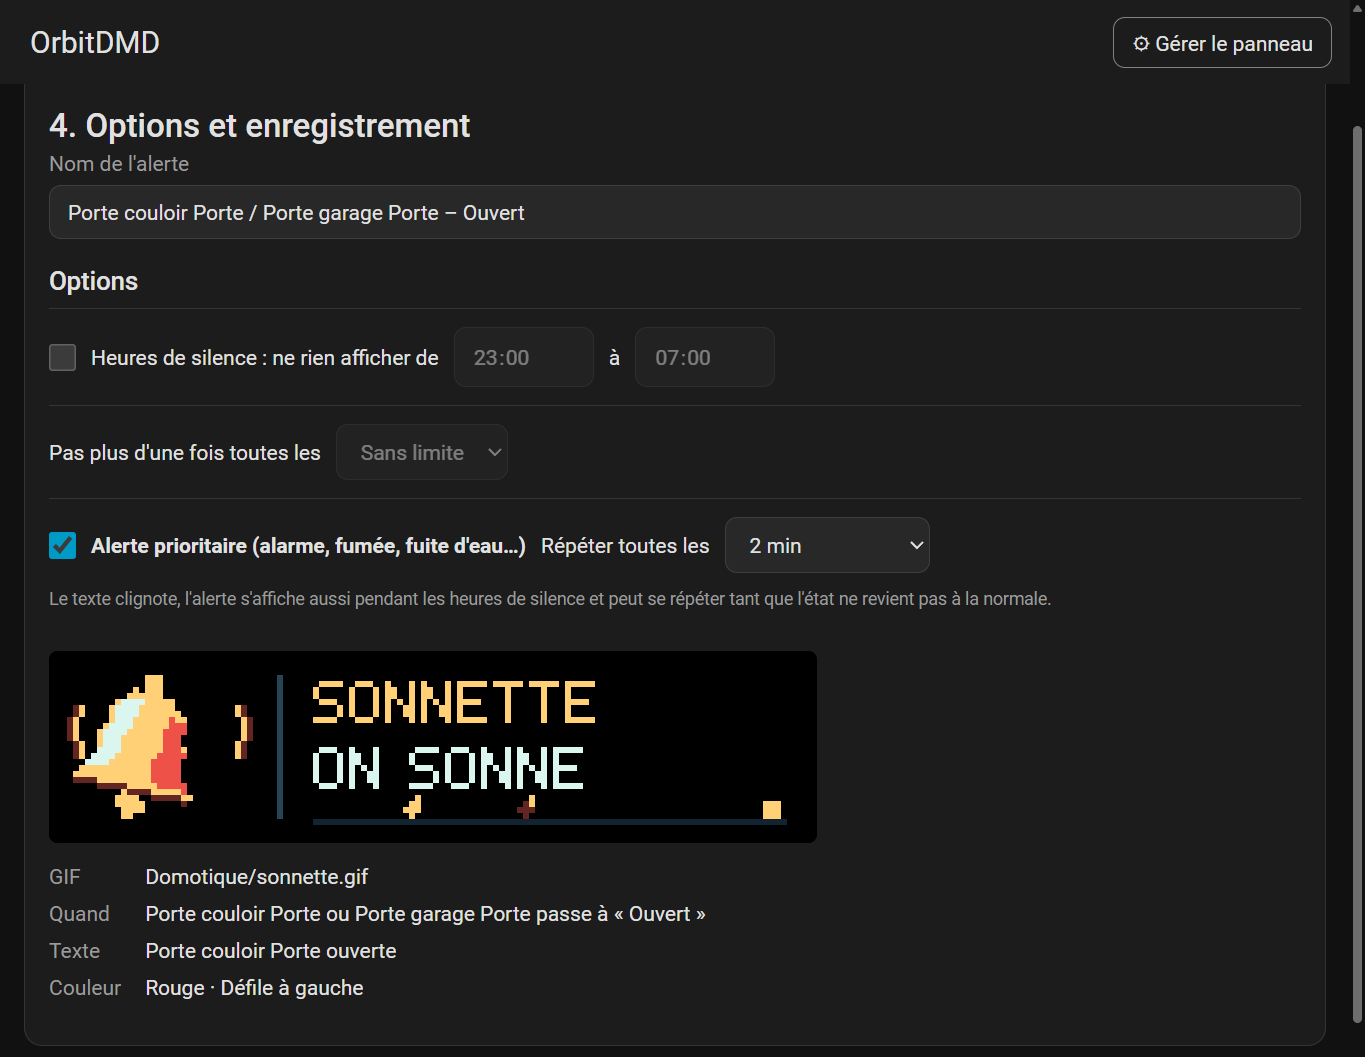 OrbitDMD
⚙ Gérer le panneau
4. Options et enregistrement
Nom de l'alerte
Porte couloir Porte / Porte garage Porte – Ouvert
Options
Heures de silence : ne rien afficher de 23:00 à 07:00
Pas plus d'une fois toutes les Sans limite
Alerte prioritaire (alarme, fumée, fuite d'eau...) Répéter toutes les 2 min
Le texte clignote, l'alerte s'affiche aussi pendant les heures de silence et peut se répéter tant que l'état ne revient pas à la normale.
SONNETTE
ON SONNE
GIF Domotique/sonnette.gif
Quand Porte couloir Porte ou Porte garage Porte passe à « Ouvert »
Texte Porte couloir Porte ouverte
Couleur Rouge · Défile à gauche